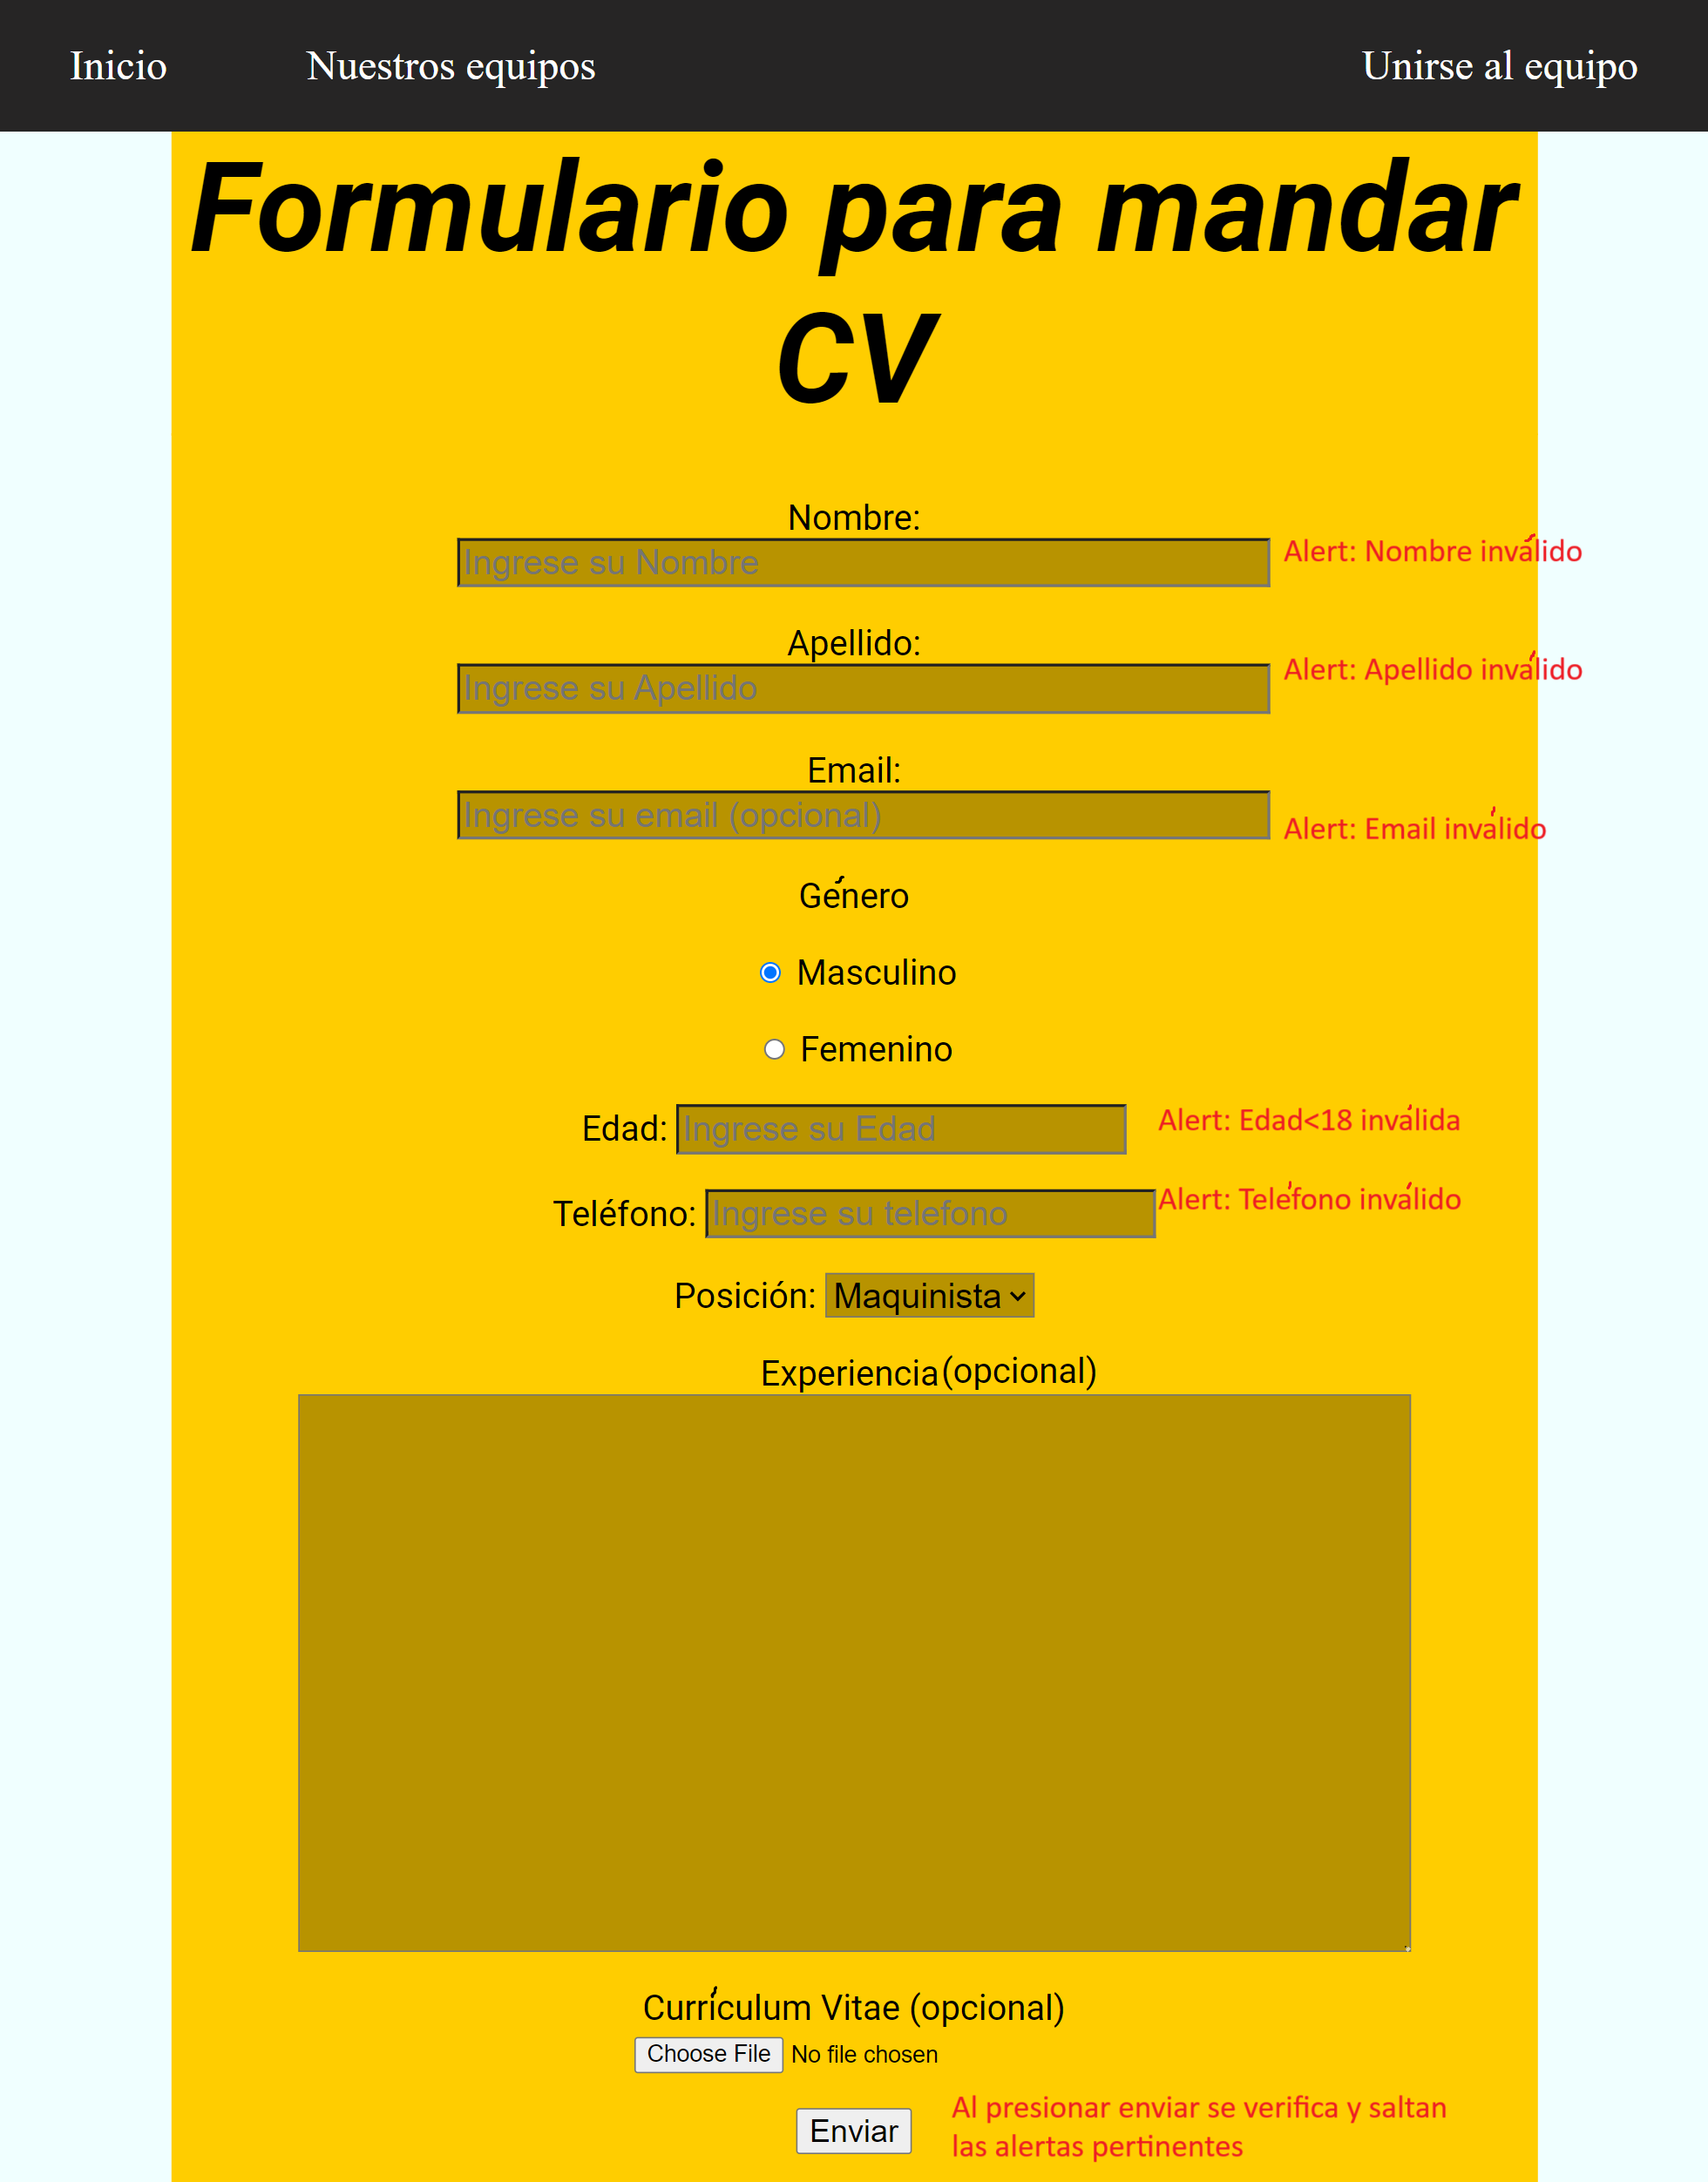 Inicio Nuestros equipos Unirse al equipo
Formulario para mandar
CV
Nombre:
Ingrese su Nombre Alert: Nombre inválido
Apellido:
Ingrese su Apellido Alert: Apellido inválido
Email:
Ingrese su email (opcional) Alert: Email inválido
Género
Masculino
Femenino
Edad: Ingrese su Edad Alert: Edad<18 inválida
Teléfono: Ingrese su telefono Alert: Teléfono inválido
Posición: Maquinista
Experiencia (opcional)
Currículum Vitae (opcional)
Choose File No file chosen
Enviar Al presionar enviar se verifica y saltan
las alertas pertinentes